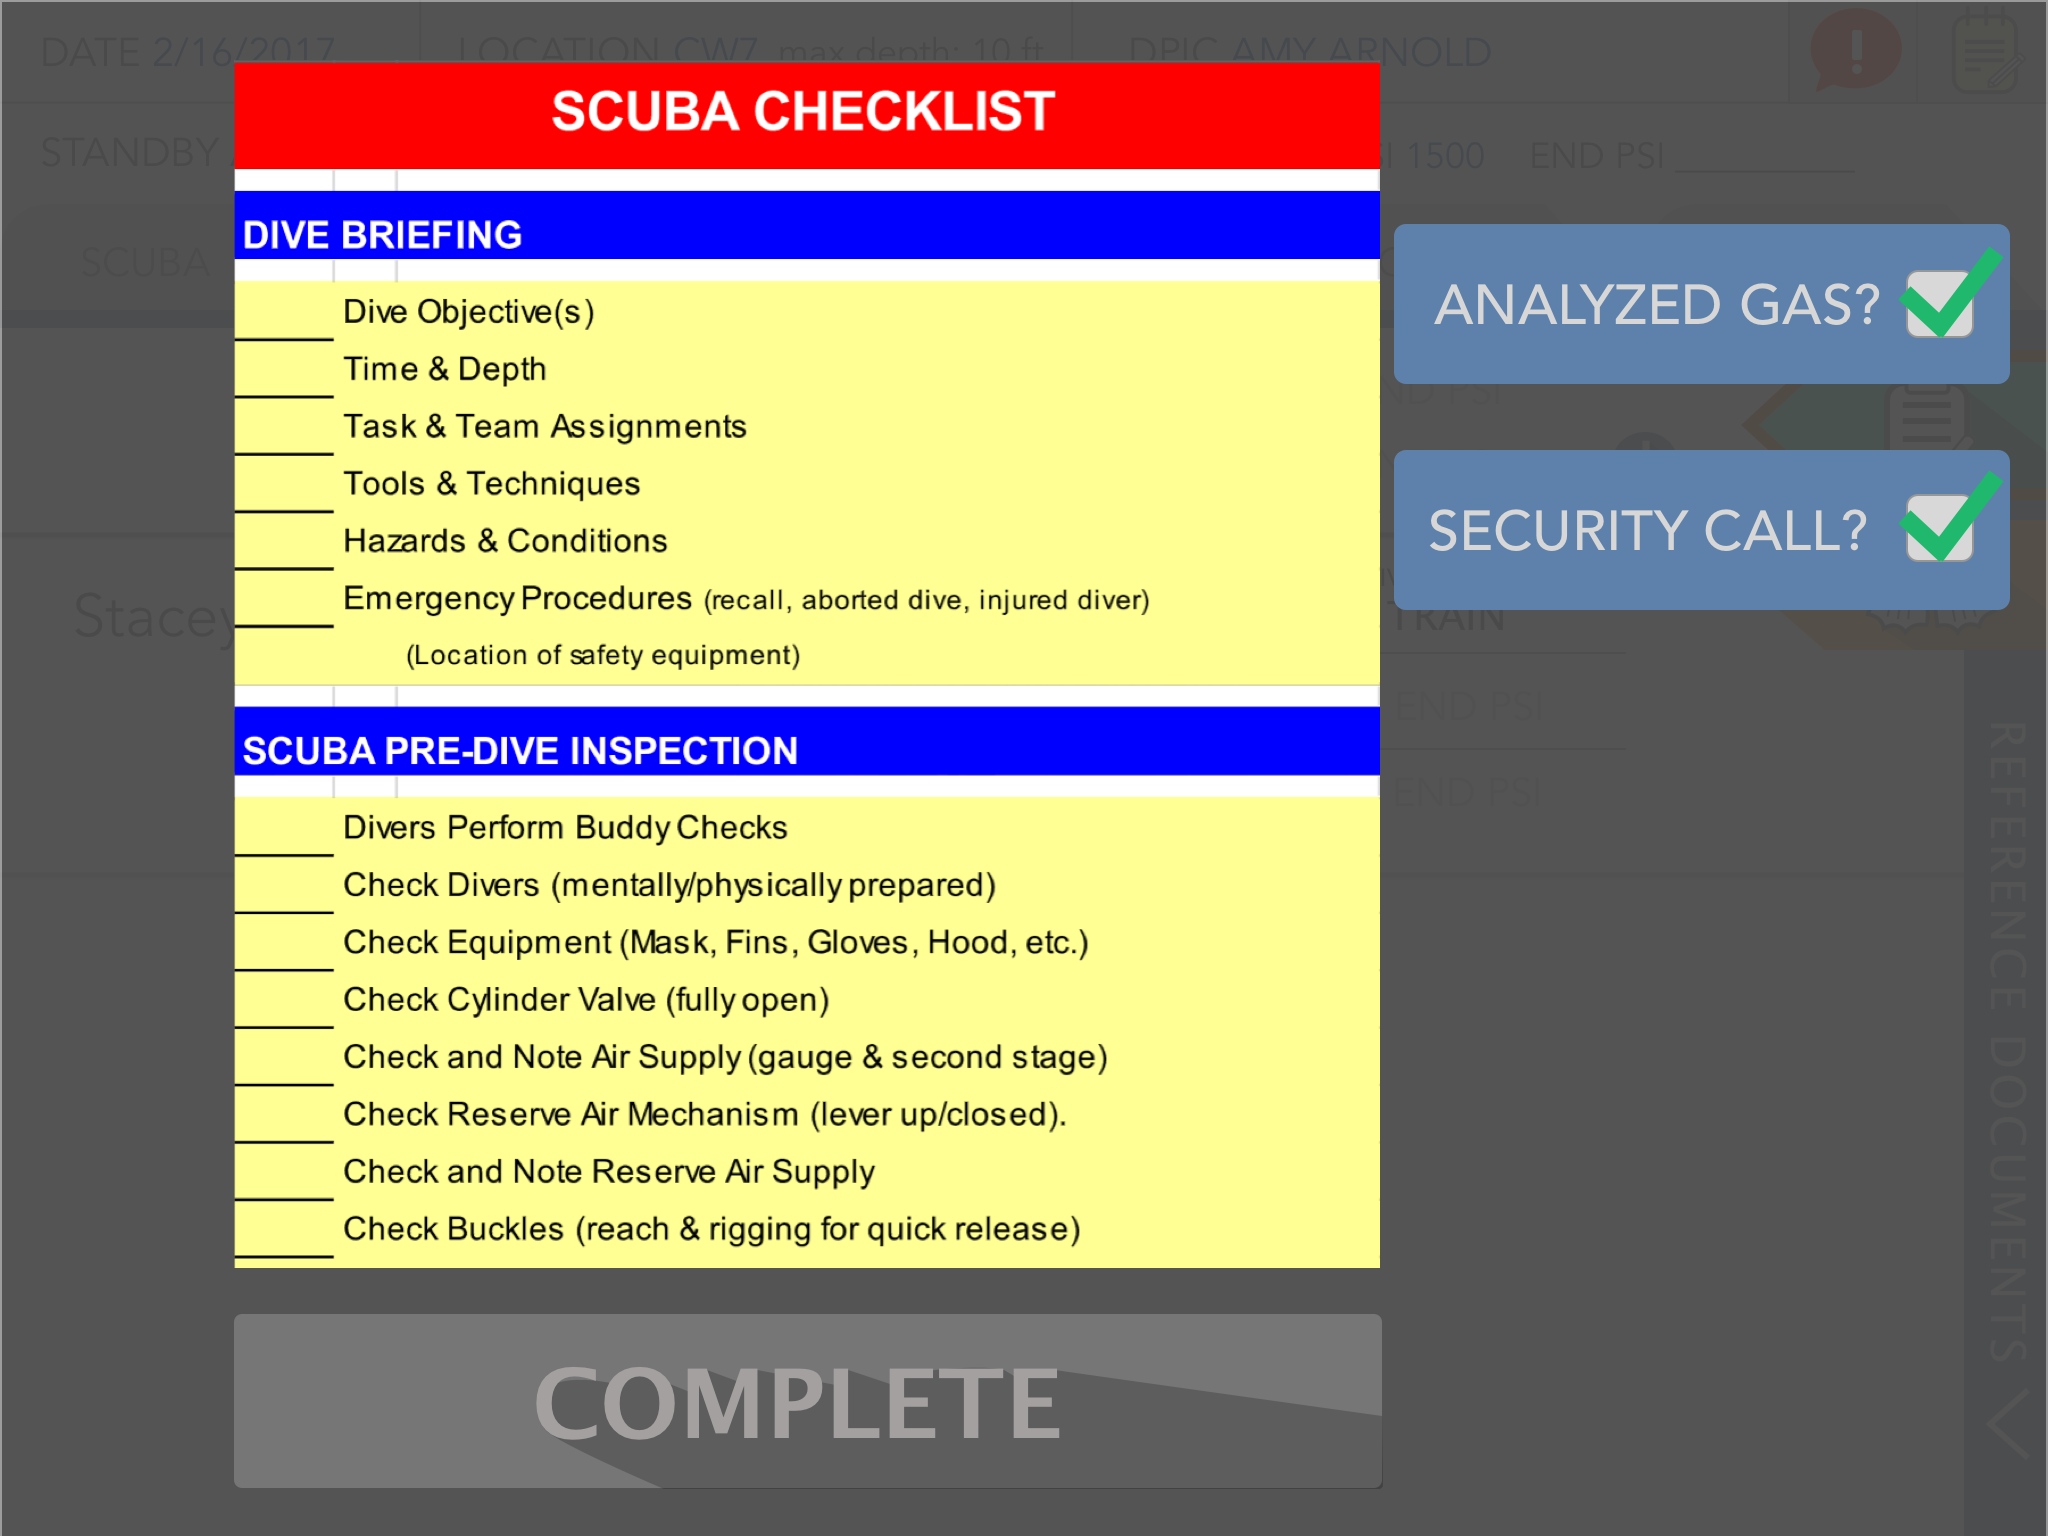 DATE 2/16/2017 LOCATION CW7 max depth: 10 ft DPIC AMY ARNOLD
SCUBA CHECKLIST
STANDBY 1500 END PSI
DIVE BRIEFING
SCUBA
ANALYZED GAS?
Dive Objective(s)
Time & Depth
END PSI
Task & Team Assignments
Tools & Techniques
SECURITY CALL?
Hazards & Conditions
Emergency Procedures (recall, aborted dive, injured diver)
Stacey
TRAIN
(Location of safety equipment)
END PSI
SCUBA PRE-DIVE INSPECTION
END PSI
Divers Perform Buddy Checks
Check Divers (mentally/physically prepared)
Check Equipment (Mask, Fins, Gloves, Hood, etc.)
Check Cylinder Valve (fully open)
Check and Note Air Supply (gauge & second stage)
Check Reserve Air Mechanism (lever up/closed).
Check and Note Reserve Air Supply
Check Buckles (reach & rigging for quick release)
REFERENCE DOCUMENTS
COMPLETE